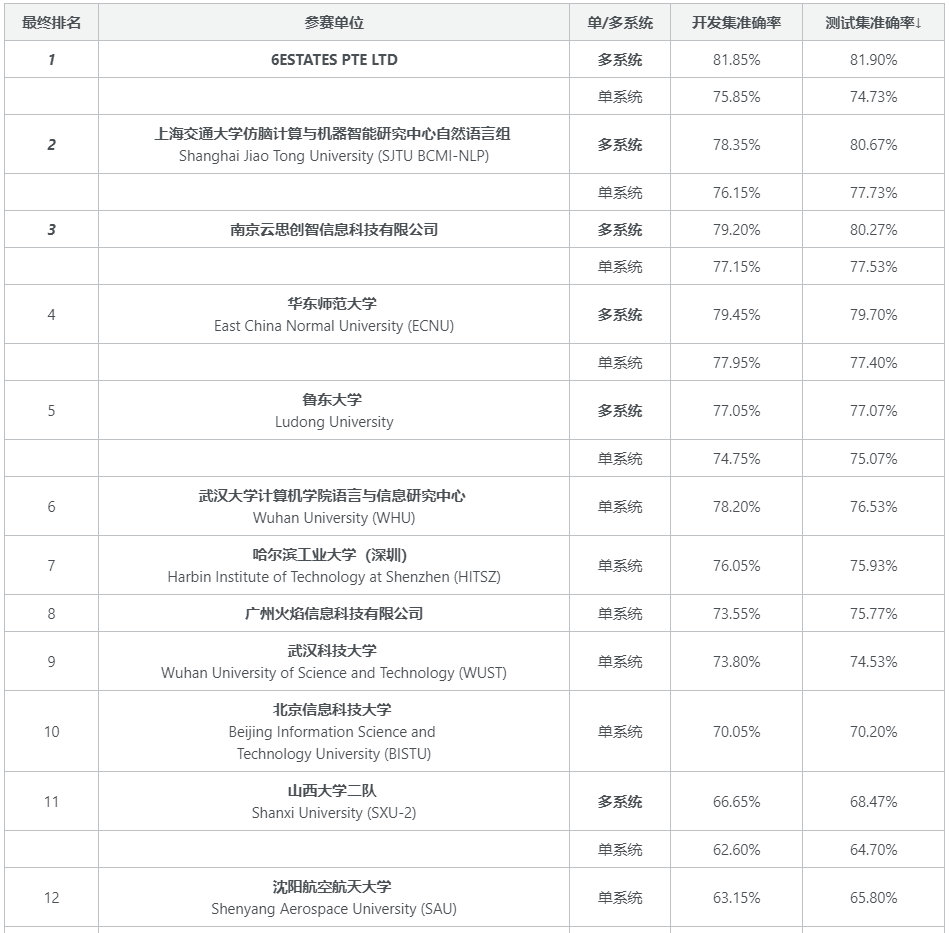 最终排名 参赛单位 单/多系统 开发集准确率 测试集准确率↓
1 6ESTATES PTE LTD 多系统 81.85% 81.90%
单系统 75.85% 74.73%
2 上海交通大学仿脑计算与机器智能研究中心自然语言组 多系统 78.35% 80.67%
Shanghai Jiao Tong University (SJTU BCMI-NLP)
单系统 76.15% 77.73%
3 南京云思创智信息科技有限公司 多系统 79.20% 80.27%
单系统 77.15% 77.53%
4 华东师范大学 多系统 79.45% 79.70%
East China Normal University (ECNU)
单系统 77.95% 77.40%
5 鲁东大学 多系统 77.05% 77.07%
Ludong University
单系统 74.75% 75.07%
6 武汉大学计算机学院语言与信息研究中心 单系统 78.20% 76.53%
Wuhan University (WHU)
7 哈尔滨工业大学（深圳） 单系统 76.05% 75.93%
Harbin Institute of Technology at Shenzhen (HITSZ)
8 广州火焰信息科技有限公司 单系统 73.55% 75.77%
9 武汉科技大学 单系统 73.80% 74.53%
Wuhan University of Science and Technology (WUST)
10 北京信息科技大学 单系统 70.05% 70.20%
Beijing Information Science and
Technology University (BISTU)
11 山西大学二队 多系统 66.65% 68.47%
Shanxi University (SXU-2)
单系统 62.60% 64.70%
12 沈阳航空航天大学 单系统 63.15% 65.80%
Shenyang Aerospace University (SAU)